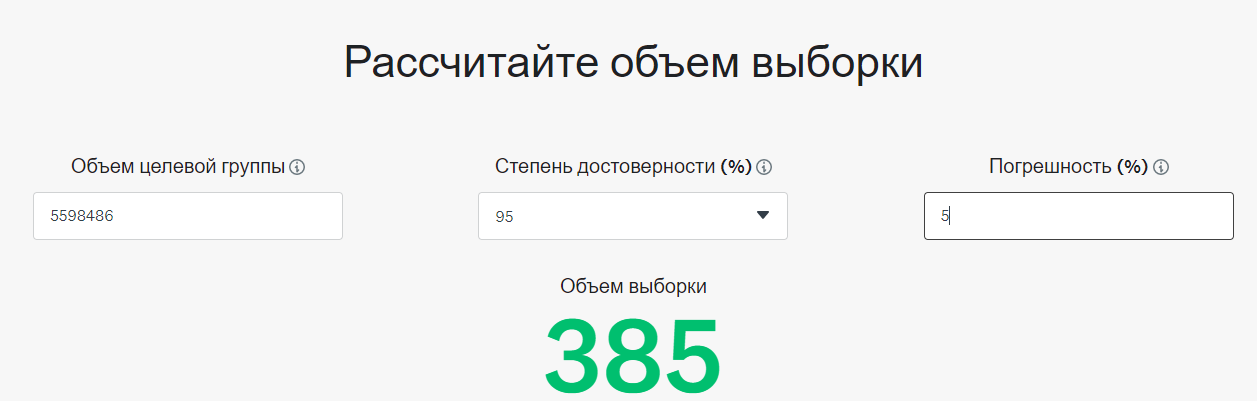 Рассчитайте объем выборки
Объем целевой группы Степень достоверности (%) Погрешность (%)
5598486 95 5
Объем выборки
385